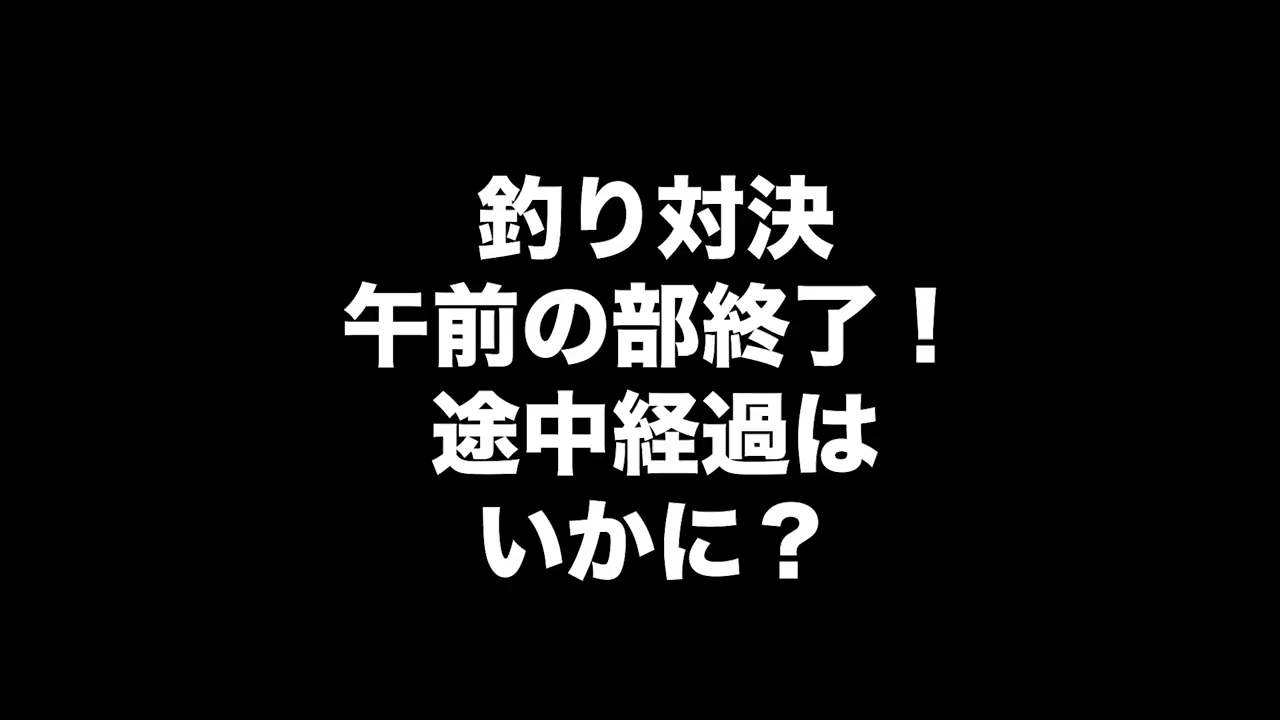 釣り対決
午前の部終了！
途中経過は
いかに？